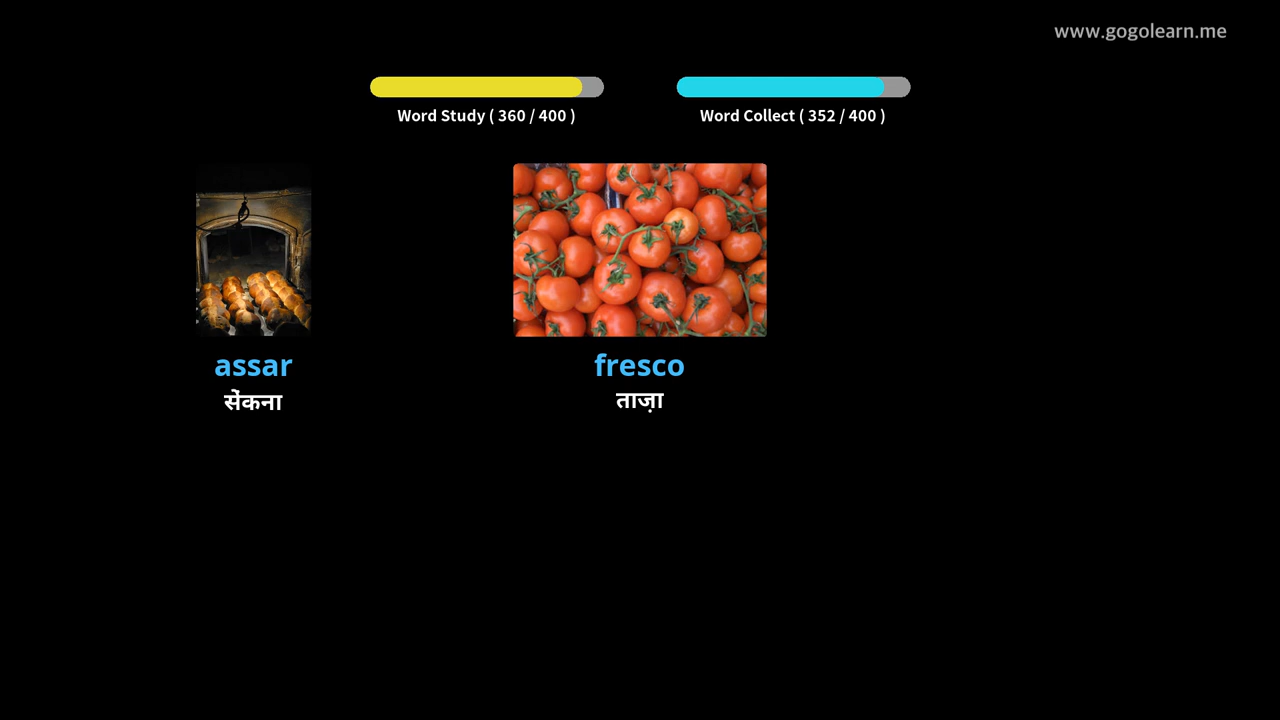 www.gogolearn.me
Word Study ( 360 / 400 )
Word Collect ( 352 / 400 )
assar
सेंकना
fresco
ताज़ा